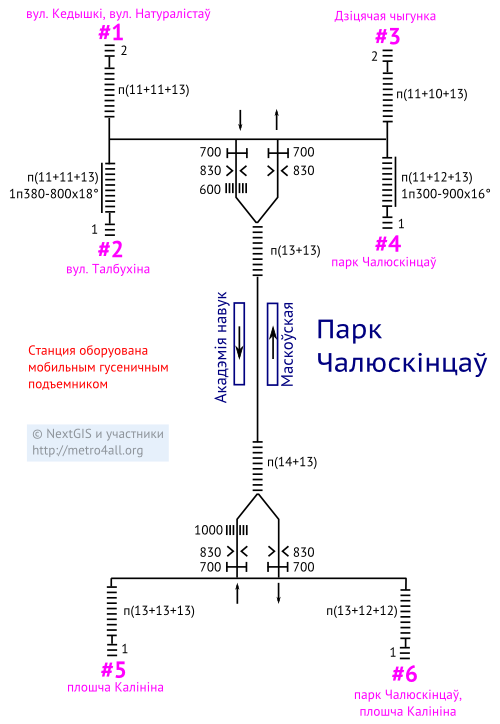 вул. Кедышкі, вул. Натуралістаў
#1
2
п(11+11+13)
Дзіцячая чыгунка
#3
2
п(11+10+13)
700
830
600
700
830
п(11+11+13)
1п380-800х18°
1
#2
вул. Талбухіна
п(11+12+13)
1п300-900х16°
1
#4
парк Чалюскінцаў
п(13+13)
Акадэмія навук
Маскоўская
Парк
Чалюскінцаў
Станция оборуована
мобильным гусеничным
подъемником
© NextGIS и участники
http://metro4all.org
п(14+13)
1000
830
700
830
700
п(13+13+13)
1
#5
плошча Калініна
п(13+12+12)
1
#6
парк Чалюскінцаў,
плошча Калініна